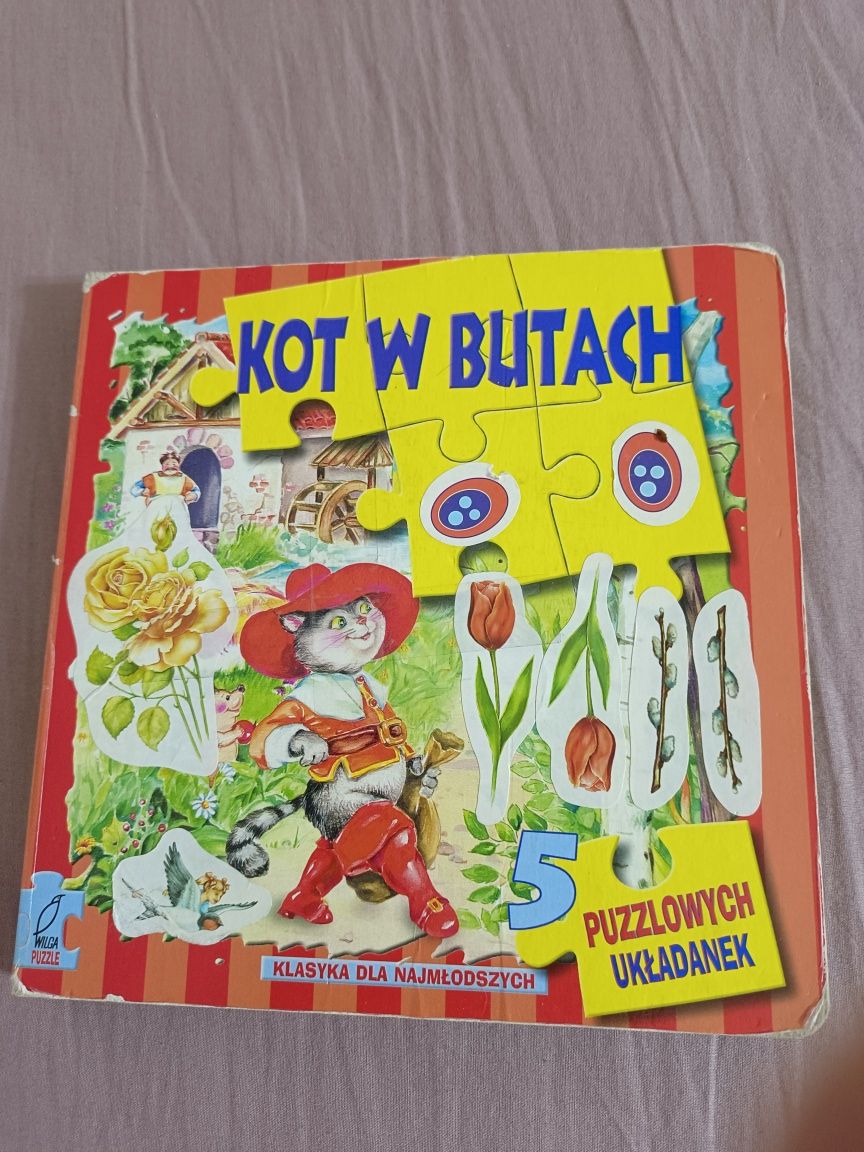 KOT W BUTACH
5
PUZZLOWYCH
UKŁADANEK
KLASYKA DLA NAJMŁODSZYCH
WILGA
PUZZLE